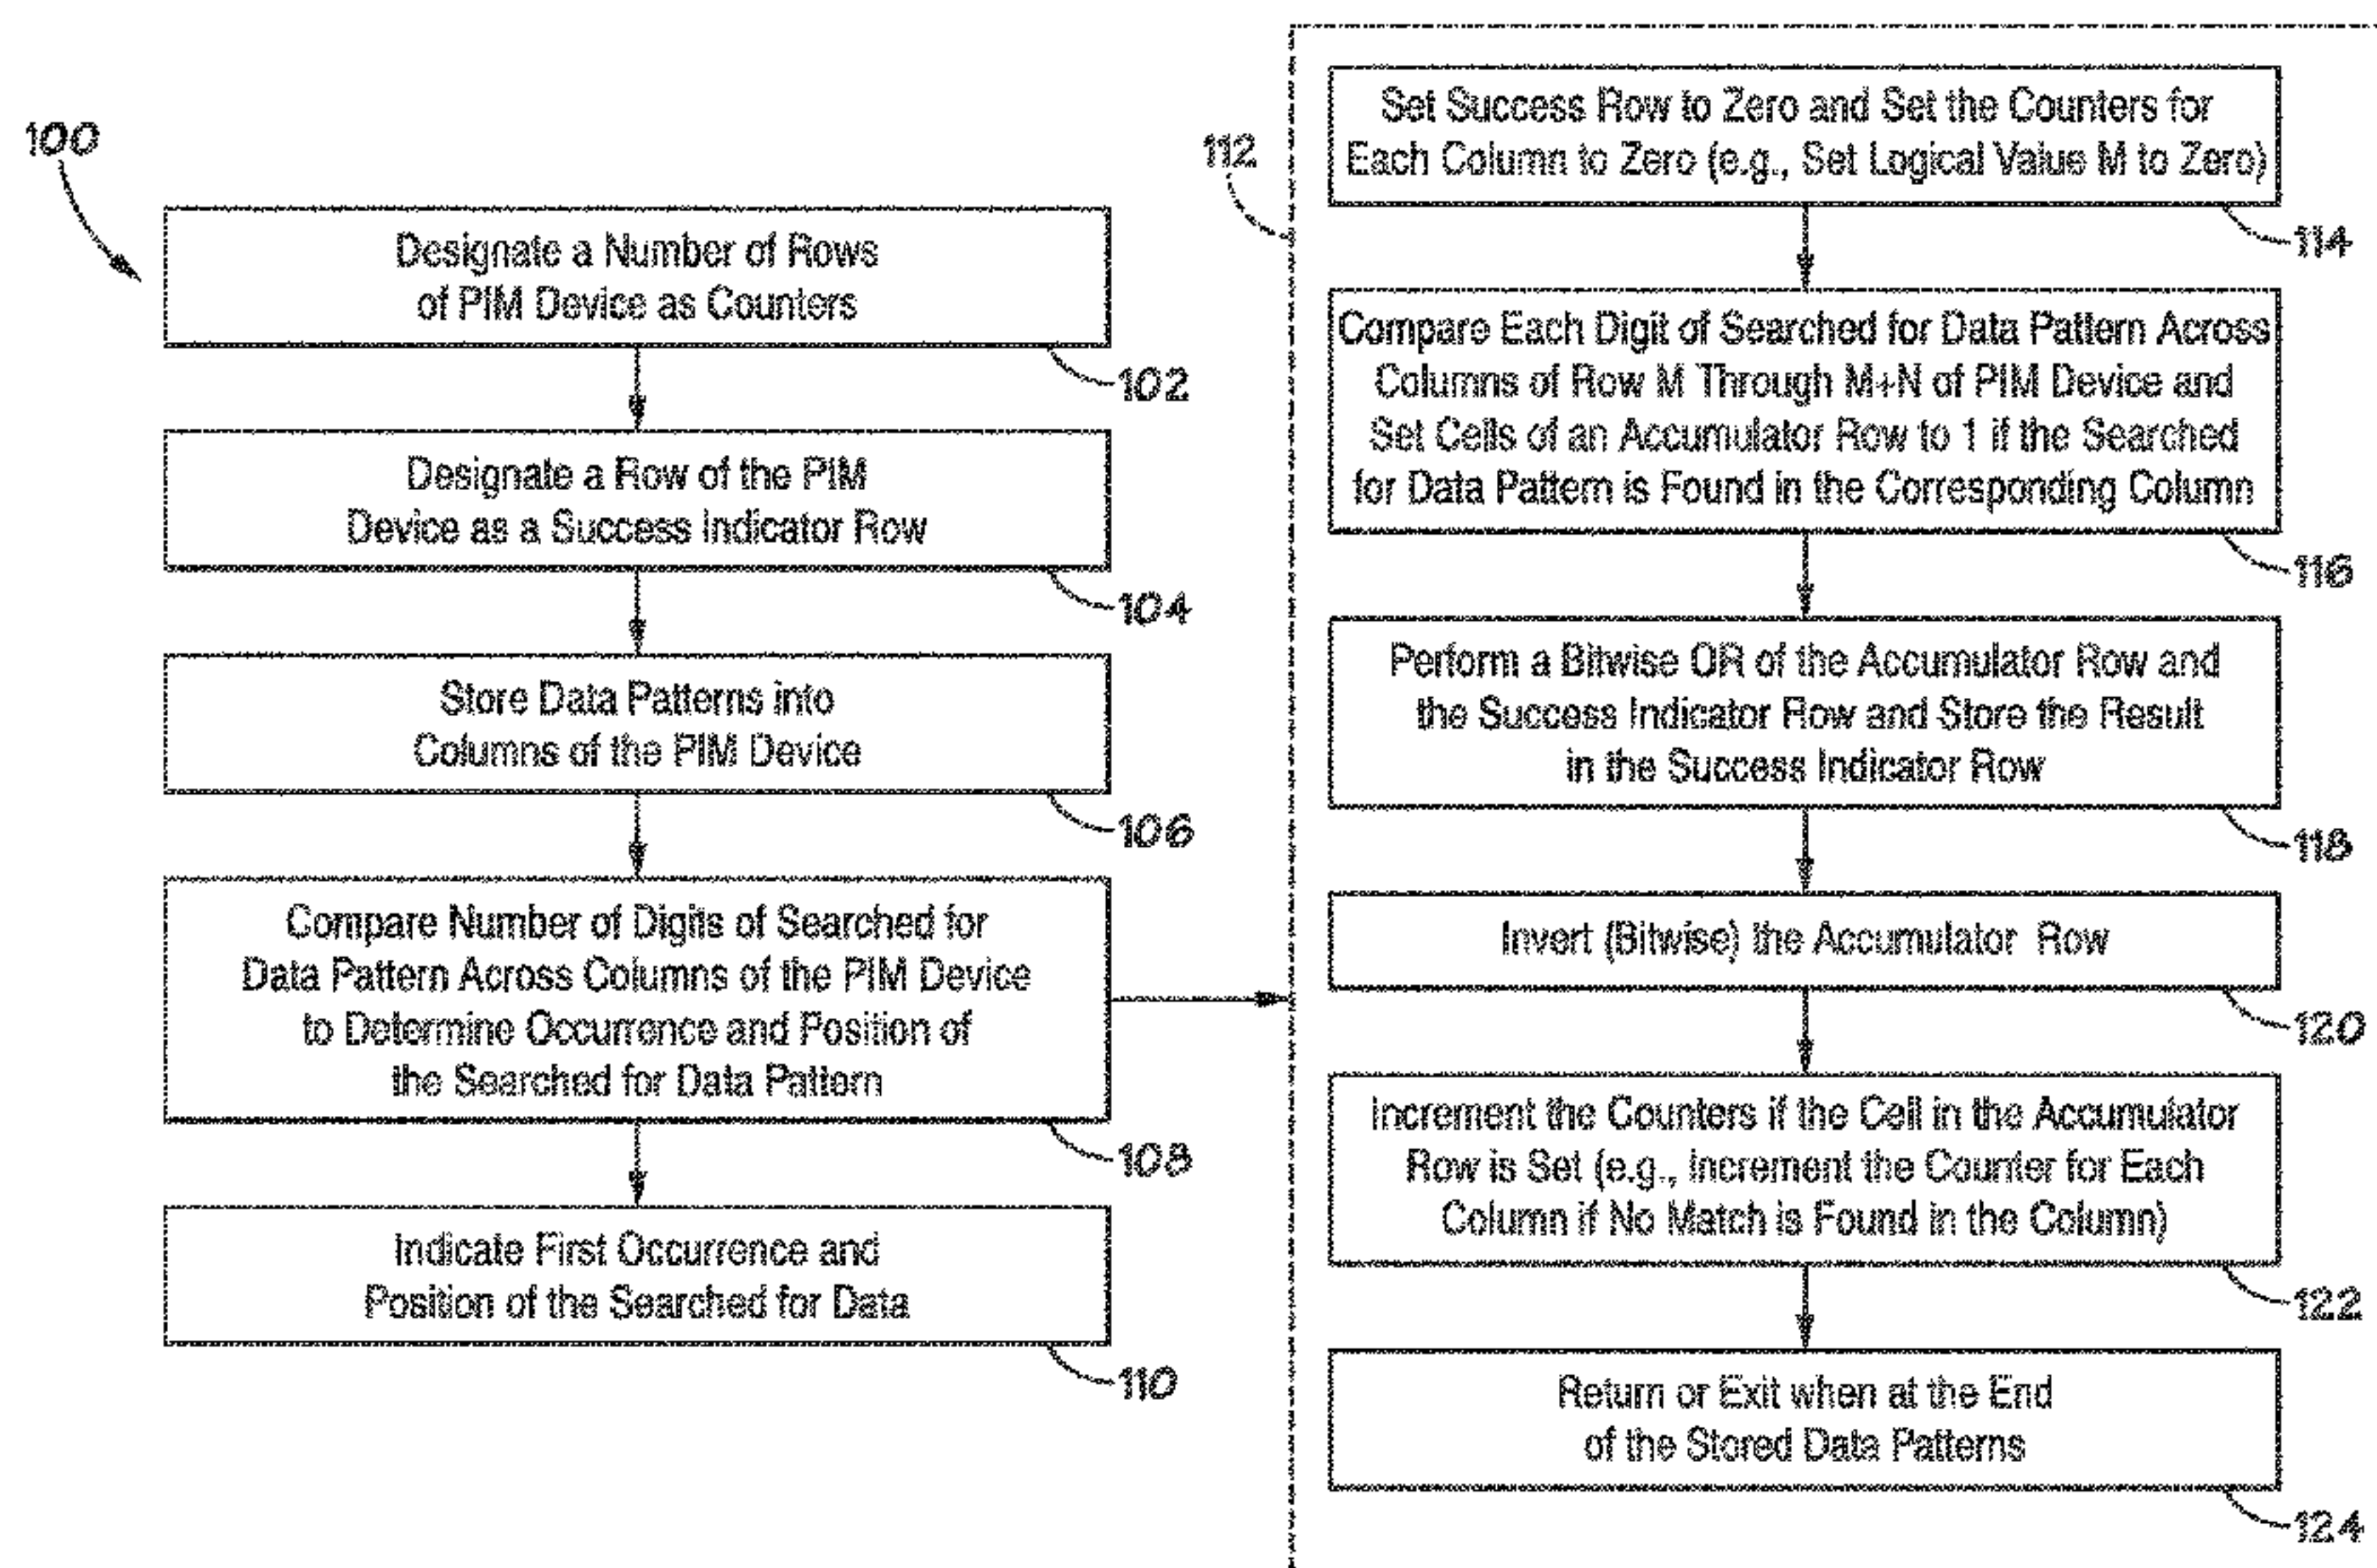 100
Designate a Number of Rows
of PIM Device as Counters
102
Designate a Row of the PIM
Device as a Success Indicator Row
104
Store Data Patterns into
Columns of the PIM Device
106
Compare Number of Digits of Searched for
Data Pattern Across Columns of the PIM Device
to Determine Occurrence and Position of
the Searched for Data Pattern
108
Indicate First Occurrence and
Position of the Searched for Data
110
112
Set Success Row to Zero and Set the Counters for
Each Column to Zero (e.g., Set Logical Value M to Zero)
114
Compare Each Digit of Searched for Data Pattern Across
Columns of Row M Through M+N of PIM Device and
Set Cells of an Accumulator Row to 1 if the Searched
for Data Pattern is Found in the Corresponding Column
116
Perform a Bitwise OR of the Accumulator Row and
the Success Indicator Row and Store the Result
in the Success Indicator Row
118
Invert (Bitwise) the Accumulator Row
120
Increment the Counters if the Cell in the Accumulator
Row is Set (e.g., Increment the Counter for Each
Column if No Match is Found in the Column)
122
Return or Exit when at the End
of the Stored Data Patterns
124